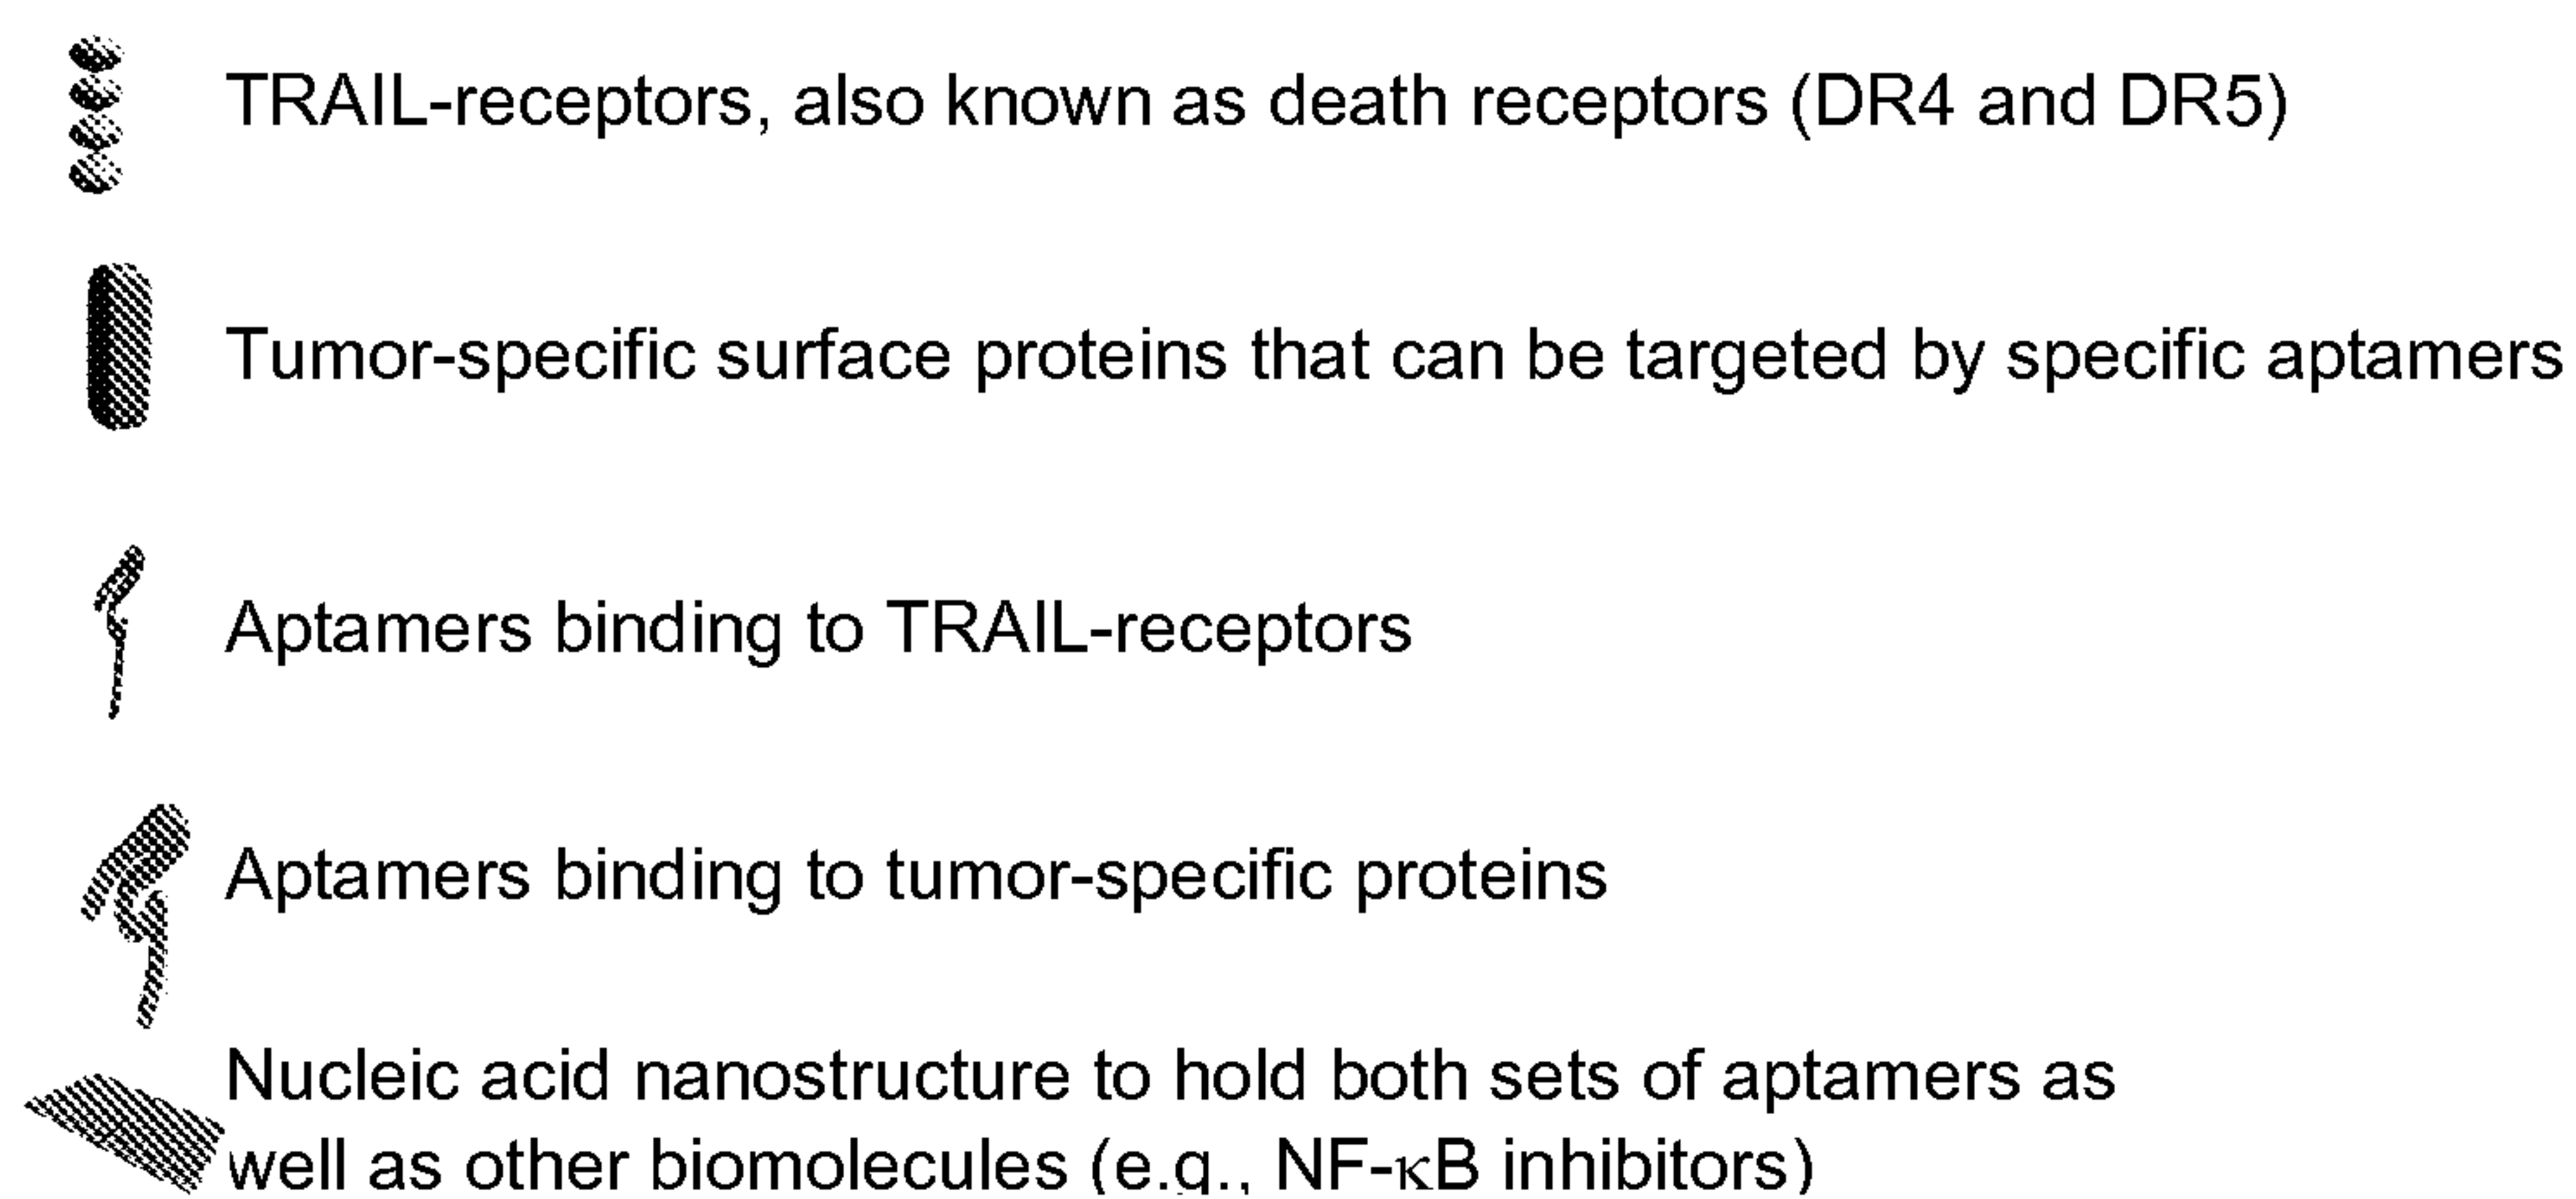 TRAIL-receptors, also known as death receptors (DR4 and DR5)
Tumor-specific surface proteins that can be targeted by specific aptamers
Aptamers binding to TRAIL-receptors
Aptamers binding to tumor-specific proteins
Nucleic acid nanostructure to hold both sets of aptamers as
well as other biomolecules (e.g., NF-κB inhibitors)